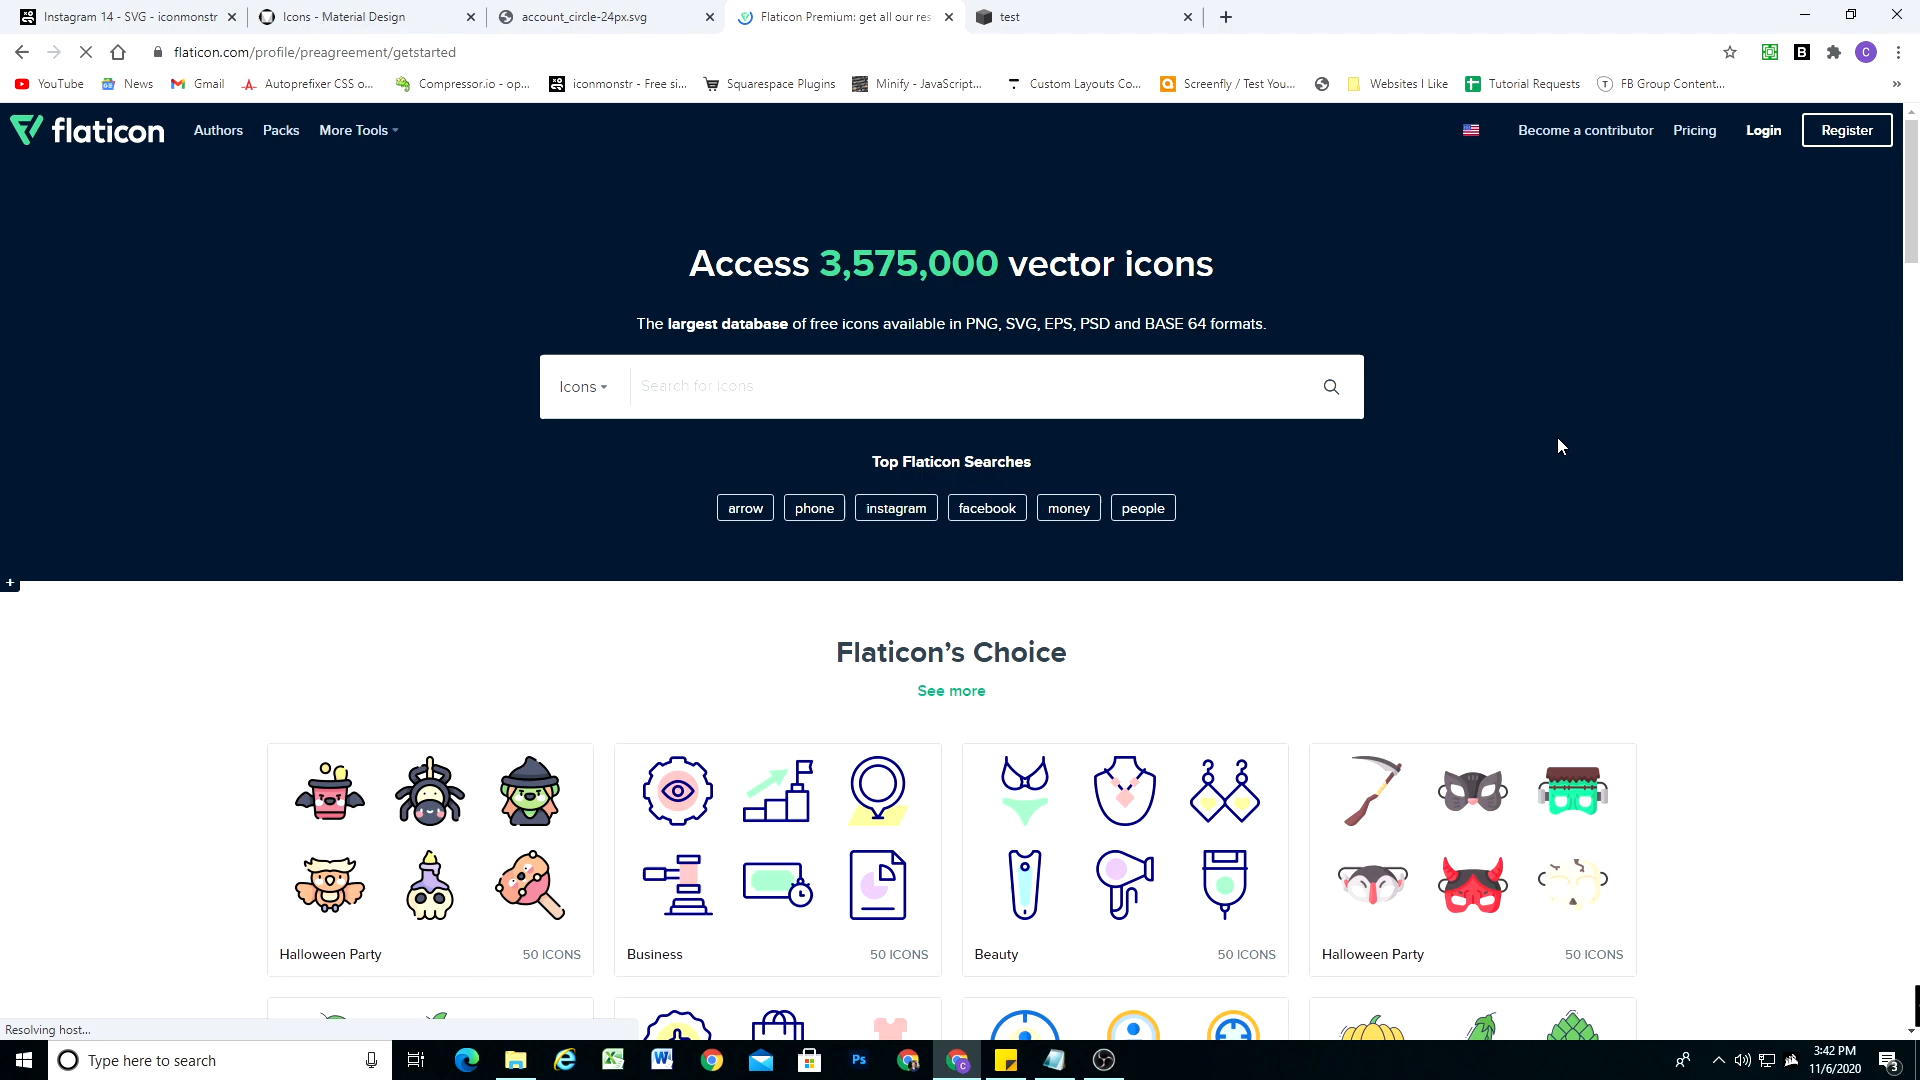 Instagram 14 - SVG - iconmonstr
Icons - Material Design
account_circle-24px.svg
Flaticon Premium: get all our res
test
flaticon.com/profile/preagreement/getstarted
YouTube
News
Gmail
Autoprefixer CSS o...
Compressor.io - op...
iconmonstr - Free si...
Squarespace Plugins
Minify - JavaScript...
Custom Layouts Co...
Screenfly / Test You...
Websites I Like
Tutorial Requests
FB Group Content...
flaticon
Authors
Packs
More Tools
Become a contributor
Pricing
Login
Register
Access 3,575,000 vector icons
The largest database of free icons available in PNG, SVG, EPS, PSD and BASE 64 formats.
Icons
Search for icons
Top Flaticon Searches
arrow
phone
instagram
facebook
money
people
Flaticon's Choice
See more
Halloween Party
50 ICONS
Business
50 ICONS
Beauty
50 ICONS
Halloween Party
50 ICONS
Resolving host...
Type here to search
3:42 PM
11/6/2020
3